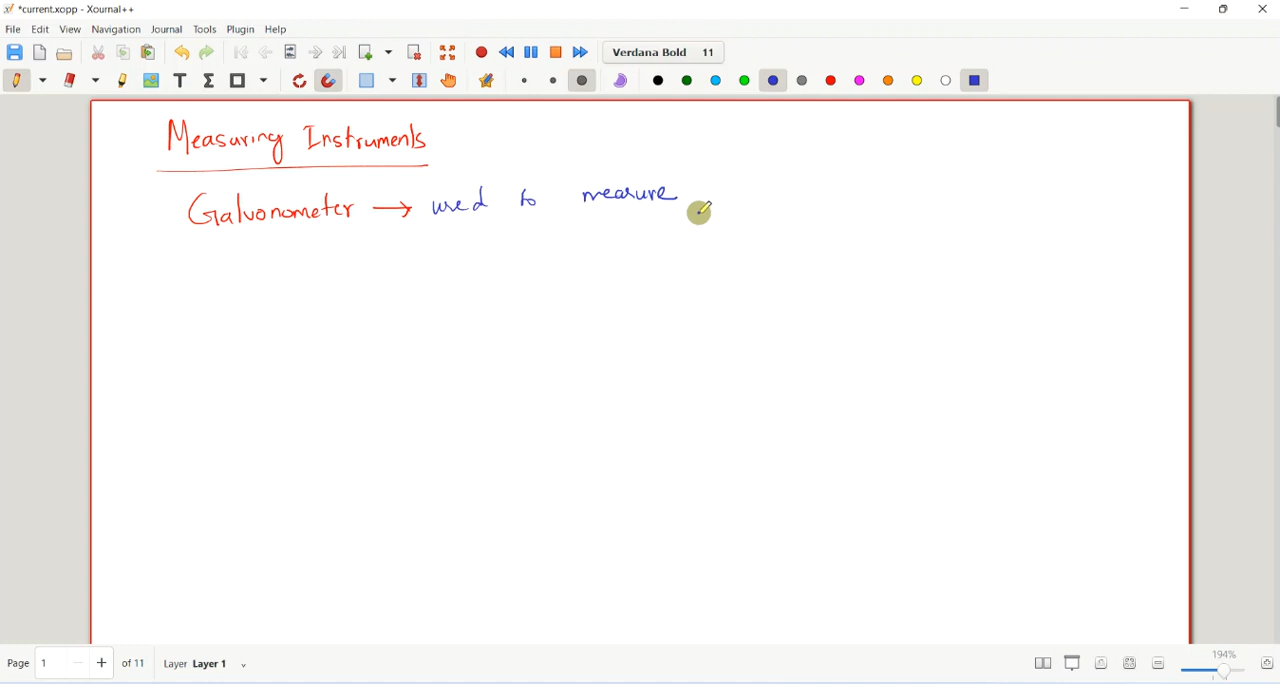 *current.xopp - Xournal++
File Edit View Navigation Journal Tools Plugin Help
Verdana Bold 11
Measuring Instruments
Galvonometer → used to measure
Page 1 of 11 Layer Layer 1 194%